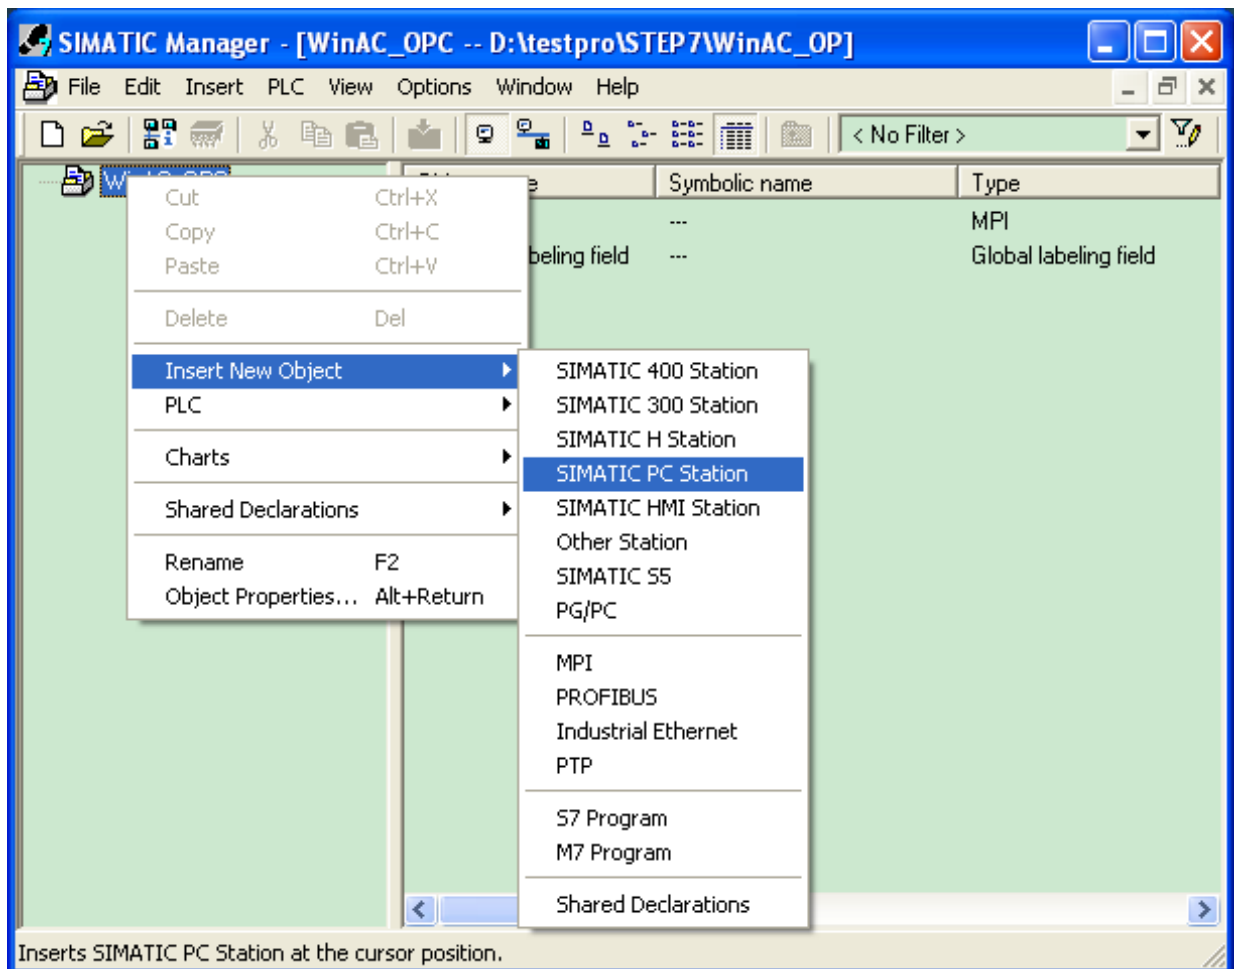 SIMATIC Manager - [WinAC_OPC -- D:\testpro\STEP7\WinAC_OP]
File Edit Insert PLC View Options Window Help
< No Filter >
Symbolic name Type
--- MPI
beling field --- Global labeling field
Cut Ctrl+X
Copy Ctrl+C
Paste Ctrl+V
Delete Del
Insert New Object
PLC
Charts
Shared Declarations
Rename F2
Object Properties... Alt+Return
SIMATIC 400 Station
SIMATIC 300 Station
SIMATIC H Station
SIMATIC PC Station
SIMATIC HMI Station
Other Station
SIMATIC S5
PG/PC
MPI
PROFIBUS
Industrial Ethernet
PTP
S7 Program
M7 Program
Shared Declarations
Inserts SIMATIC PC Station at the cursor position.